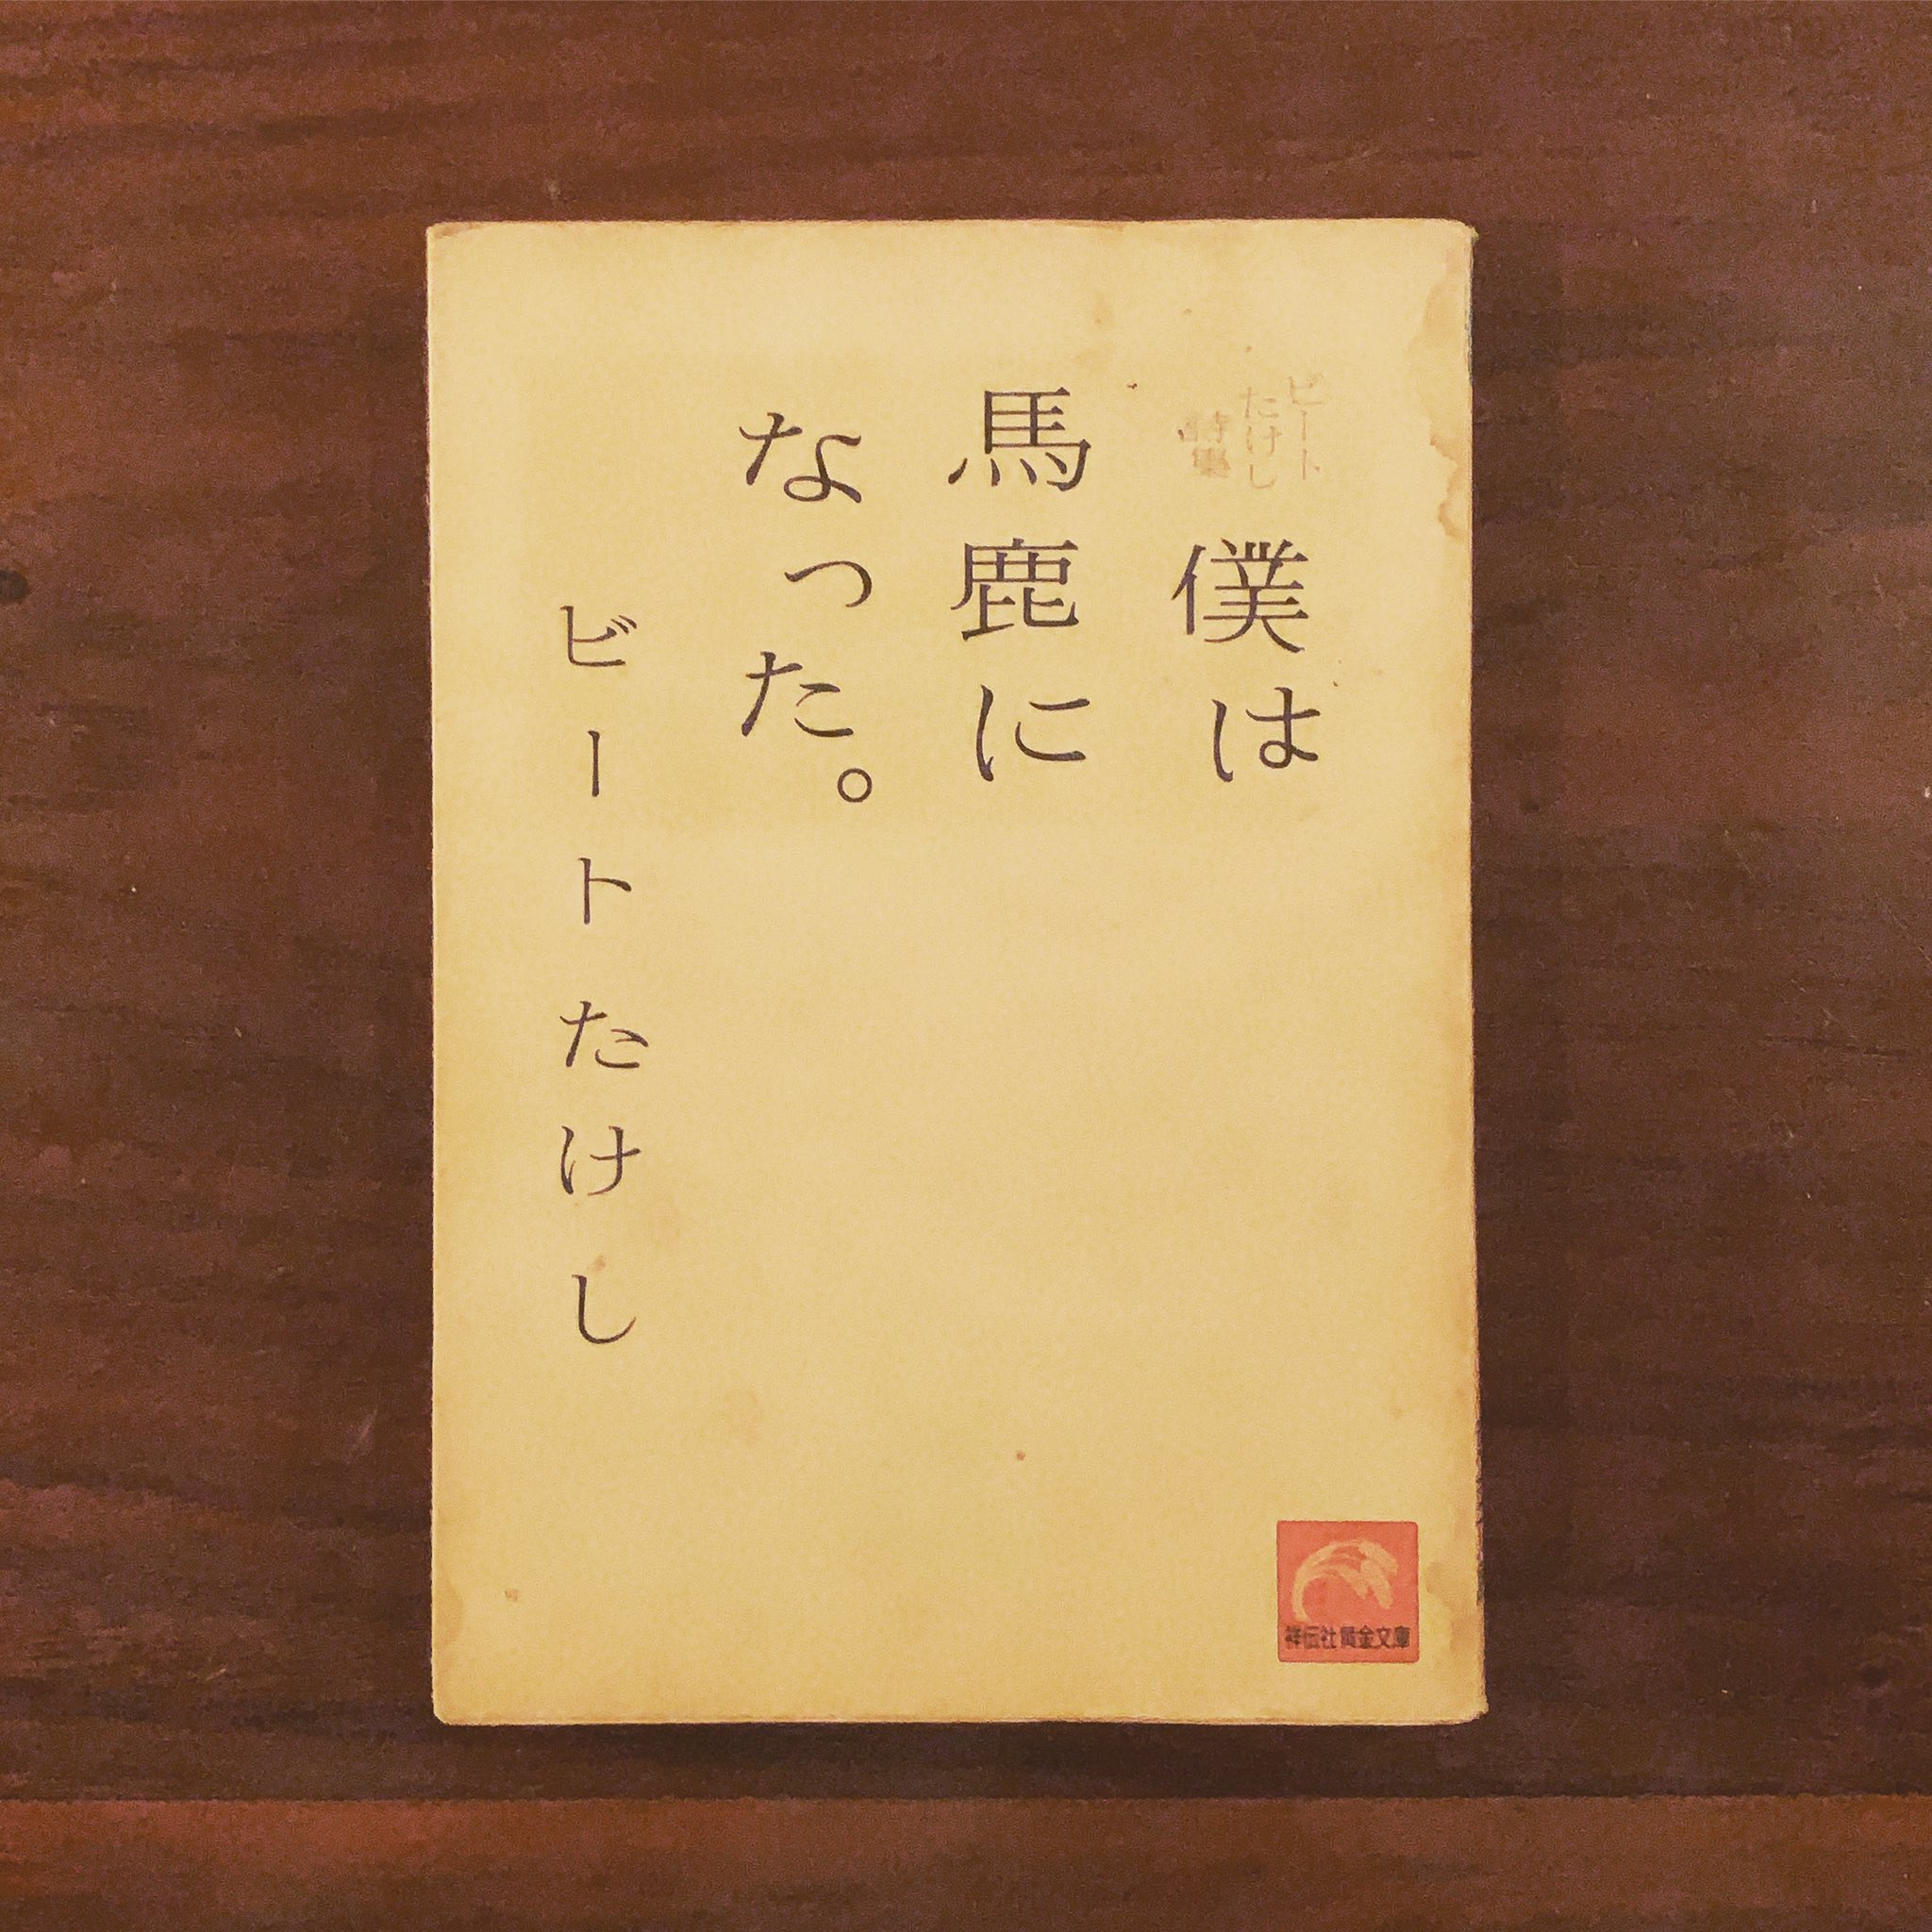 ビート
たけし
詩集
僕は
馬鹿に
なった。
ビートたけし
祥伝社黄金文庫